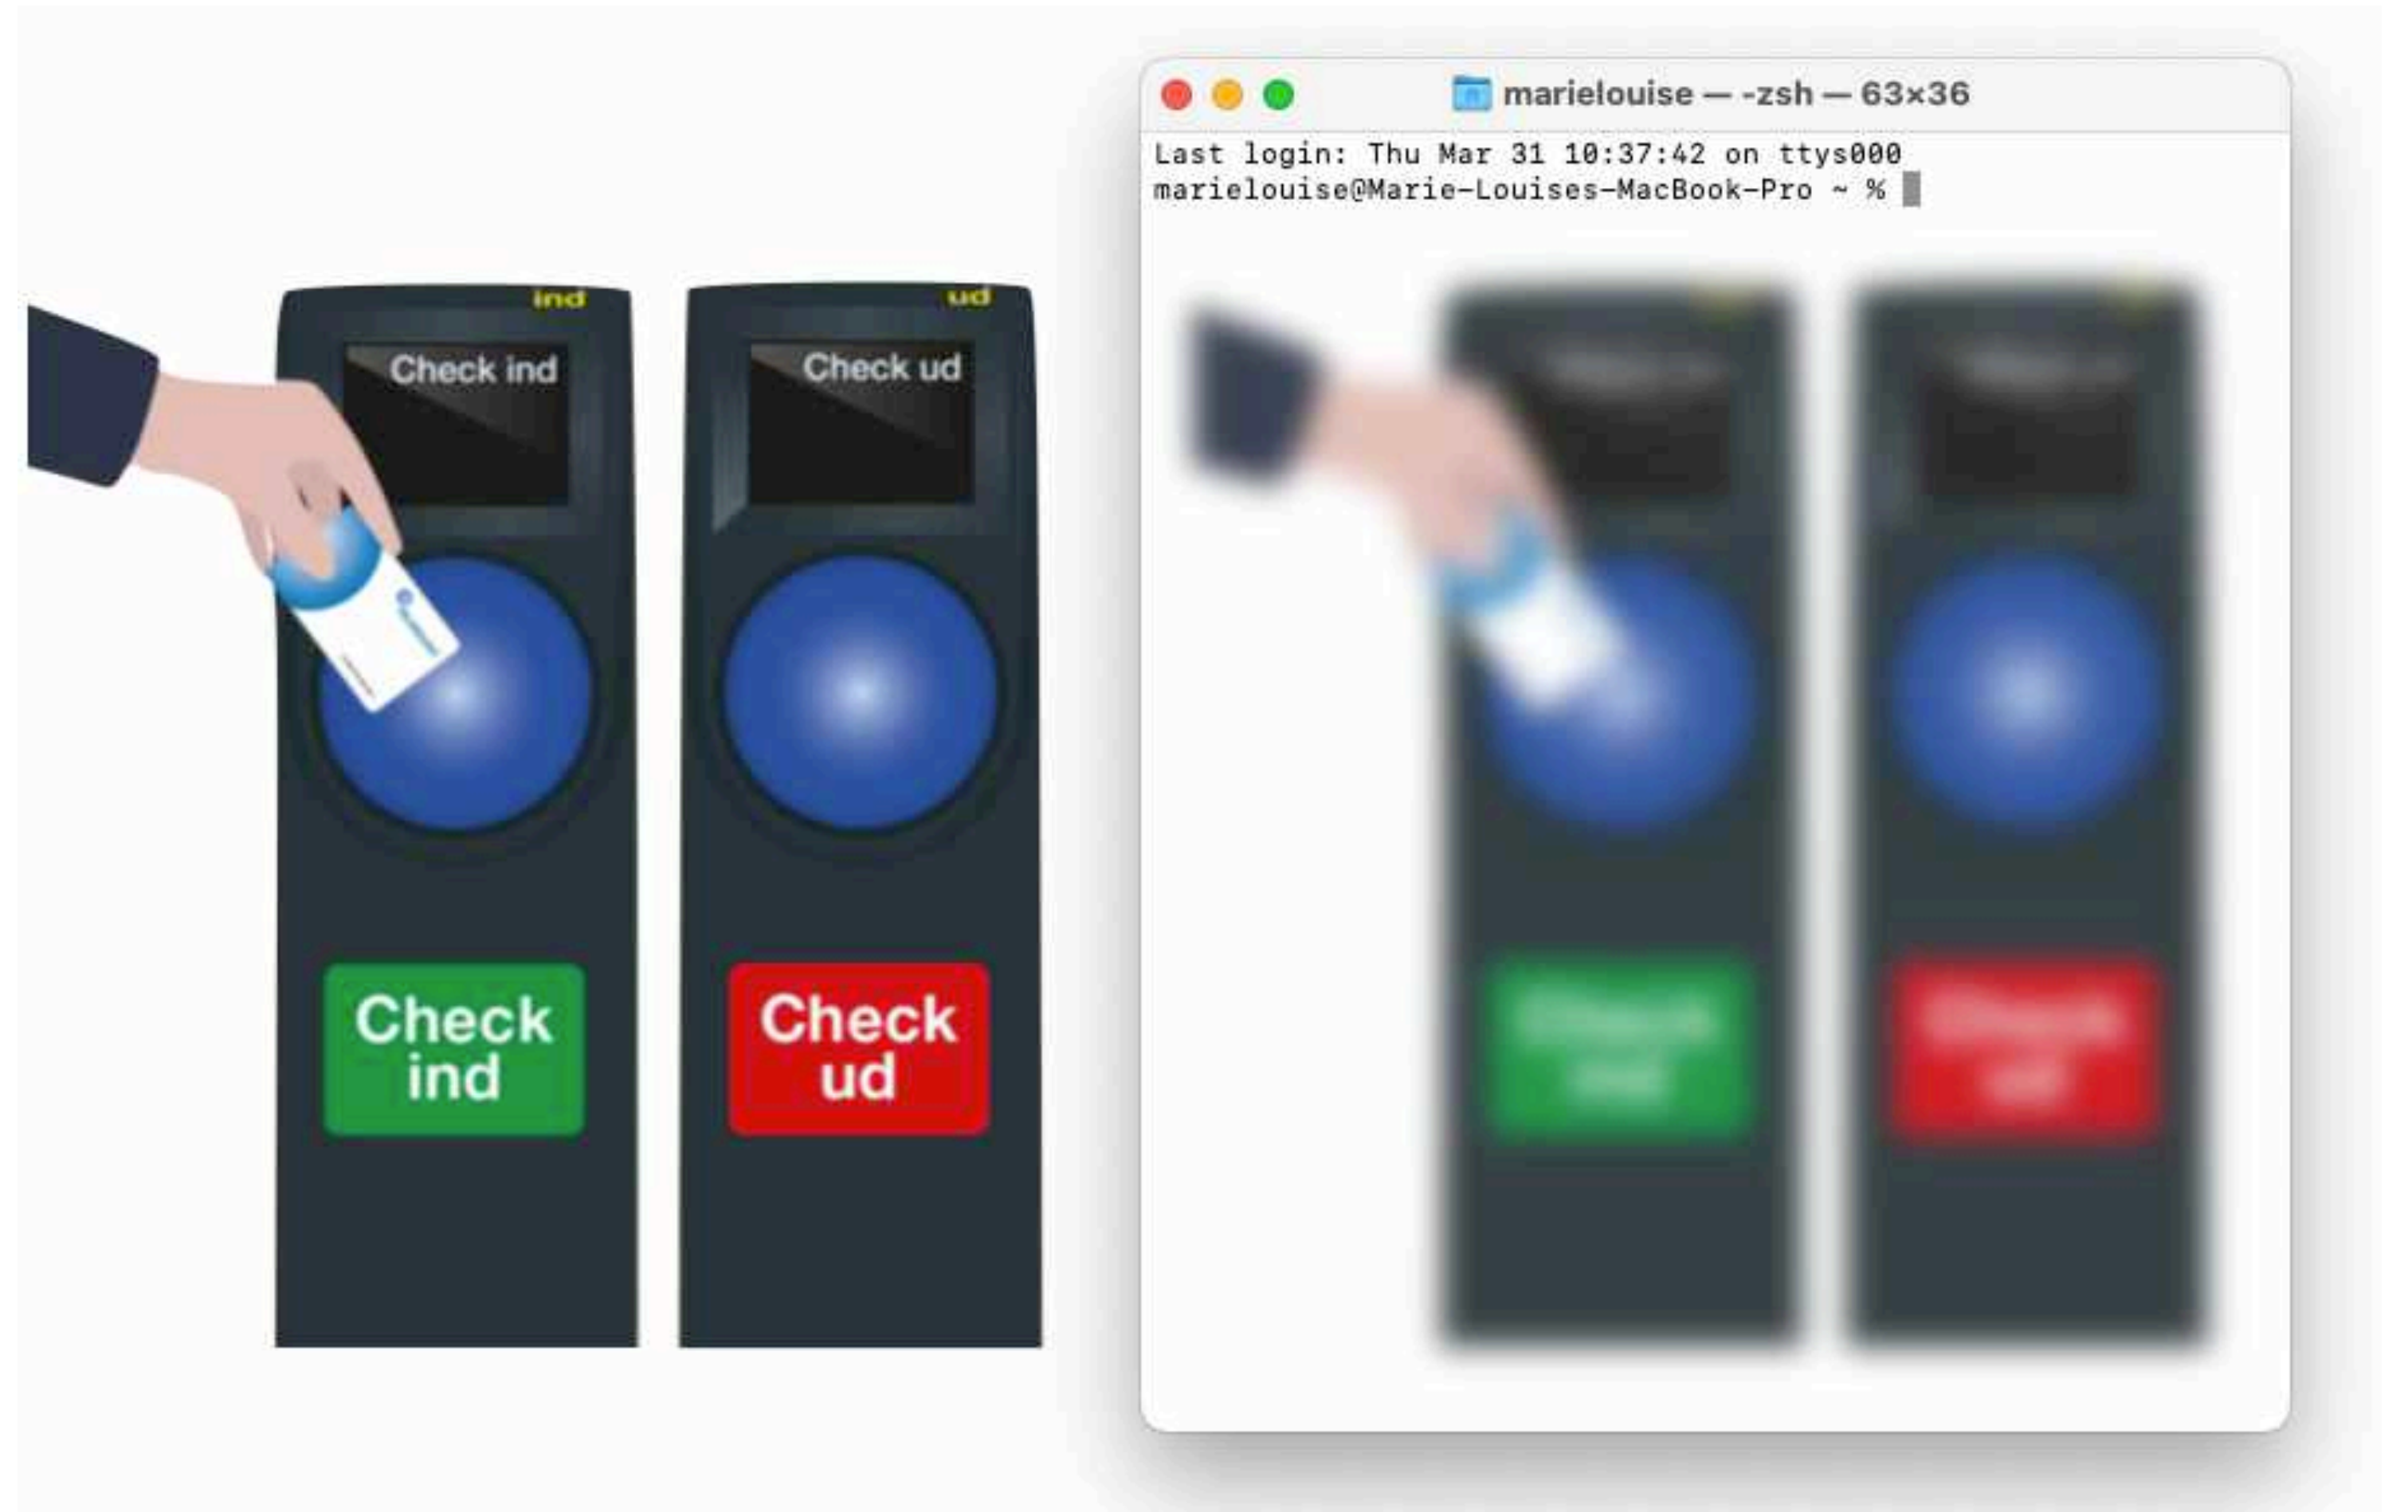 ind
Check ind
Check
ind
ud
Check ud
Check
ud
marielouise — -zsh — 63×36
Last login: Thu Mar 31 10:37:42 on ttys000
marielouise@Marie-Louises-MacBook-Pro ~ %